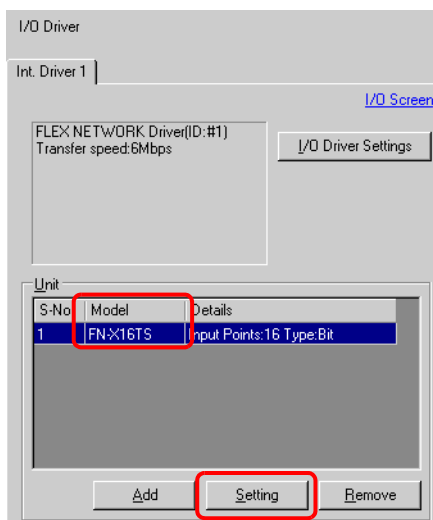 I/O Driver
Int. Driver 1
I/O Screen
FLEX NETWORK Driver(ID:#1)
Transfer speed:6Mbps
I/O Driver Settings
Unit
S-No Model Details
1 FN-X16TS Input Points:16 Type:Bit
Add Setting Remove